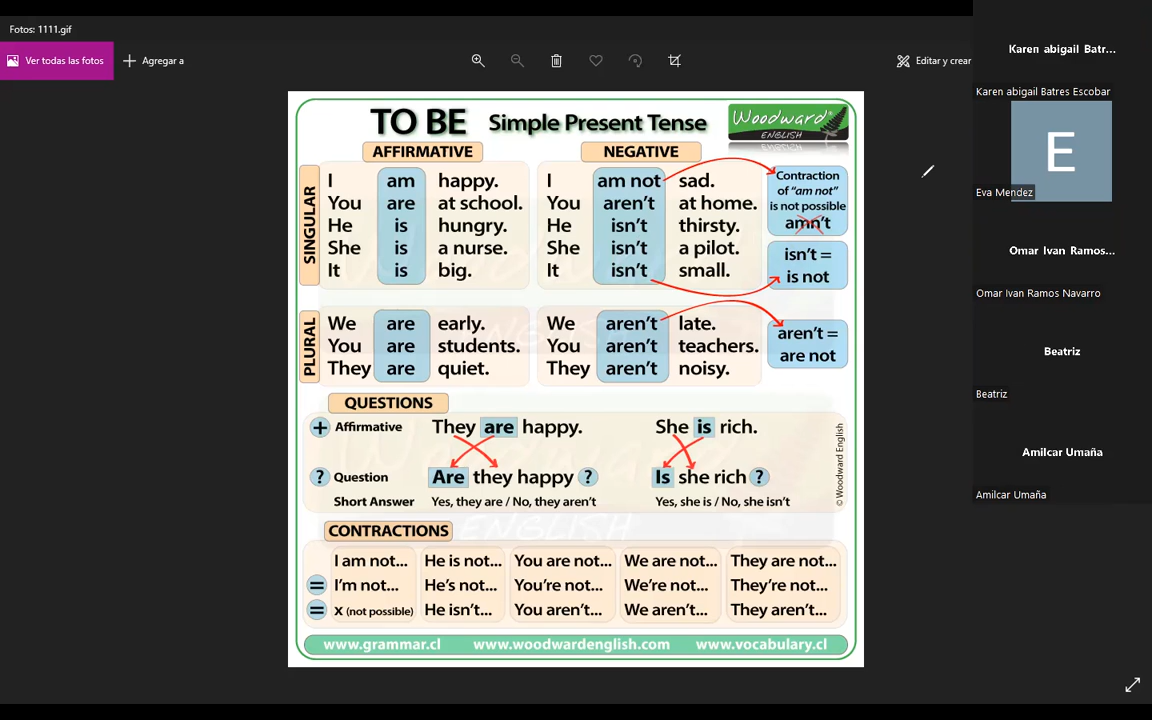 Fotos: 1111.gif
Ver todas las fotos
Agregar a
Editar y crear
TO BE Simple Present Tense
Woodward
ENGLISH
AFFIRMATIVE NEGATIVE
SINGULAR
I am happy. I am not sad.
You are at school. You aren't at home.
He is hungry. He isn't thirsty.
She is a nurse. She isn't a pilot.
It is big. It isn't small.
Contraction
of "am not"
is not possible
amn't
isn't =
is not
PLURAL
We are early. We aren't late.
You are students. You aren't teachers.
They are quiet. They aren't noisy.
aren't =
are not
QUESTIONS
+ Affirmative They are happy. She is rich.
? Question Are they happy ? Is she rich ?
Short Answer Yes, they are / No, they aren't Yes, she is / No, she isn't
© Woodward English
CONTRACTIONS
I am not... He is not... You are not... We are not... They are not...
= I'm not... He's not... You're not... We're not... They're not...
= x (not possible) He isn't... You aren't... We aren't... They aren't...
www.grammar.cl www.woodwardenglish.com www.vocabulary.cl
Karen abigail Batr...
Karen abigail Batres Escobar
E
Eva Mendez
Omar Ivan Ramos...
Omar Ivan Ramos Navarro
Beatriz
Beatriz
Amilcar Umaña
Amilcar Umaña